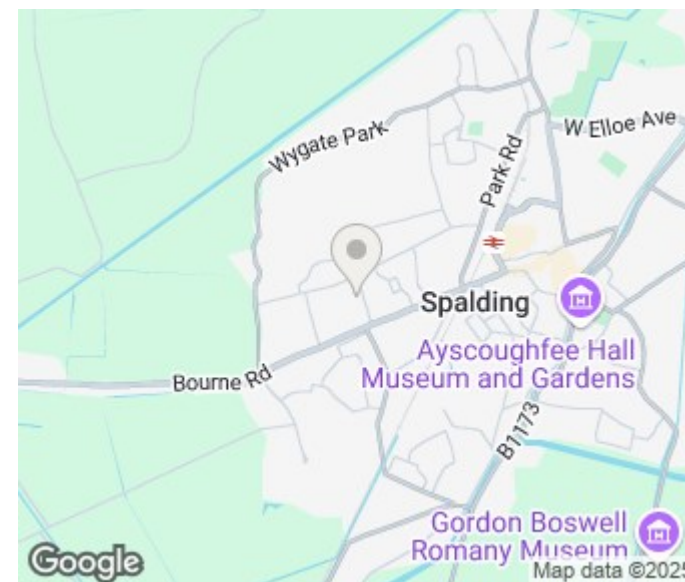 Wygate Park
W Elloe Ave
Park Rd
Spalding
Ayscoughfee Hall
Museum and Gardens
Bourne Rd
B1173
Gordon Boswell
Romany Museum
Google
Map data ©2025